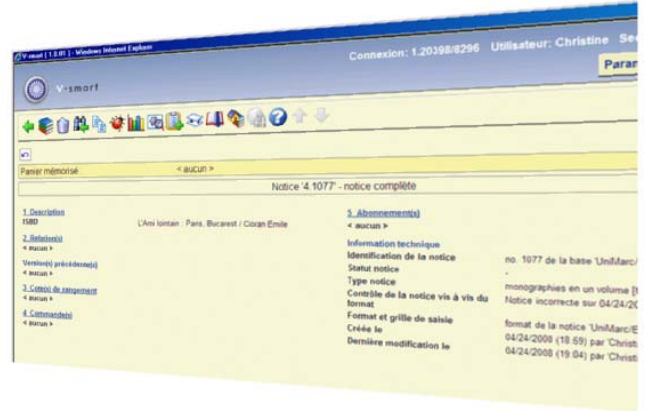 V-smart [ 1.0.01 ] - Windows Internet Explorer
Connexion: 1.20398/8296 Utilisateur: Christine
V-smart
Panier mémorisé < aucun >
Notice '4.1077' - notice complète
1. Description
ISBD L'Ami lointain : Paris, Bucarest / Cioran Emile
2. Relation(s)
< aucun >
Version(s) précédente(s)
< aucun >
3. Cote(s) de rangement
< aucun >
4. Commande(s)
< aucun >
5. Abonnement(s)
< aucun >
Information technique
Identification de la notice no. 1077 de la base 'UniMarc/
Statut notice -
Type notice monographies en un volume
Contrôle de la notice vis à vis du format Notice incorrecte sur 04/24/20
Format et grille de saisie format de la notice 'UniMarc/E
Créée le 04/24/2008 (18:59) par 'Christi
Dernière modification le 04/24/2008 (19:04) par 'Christi